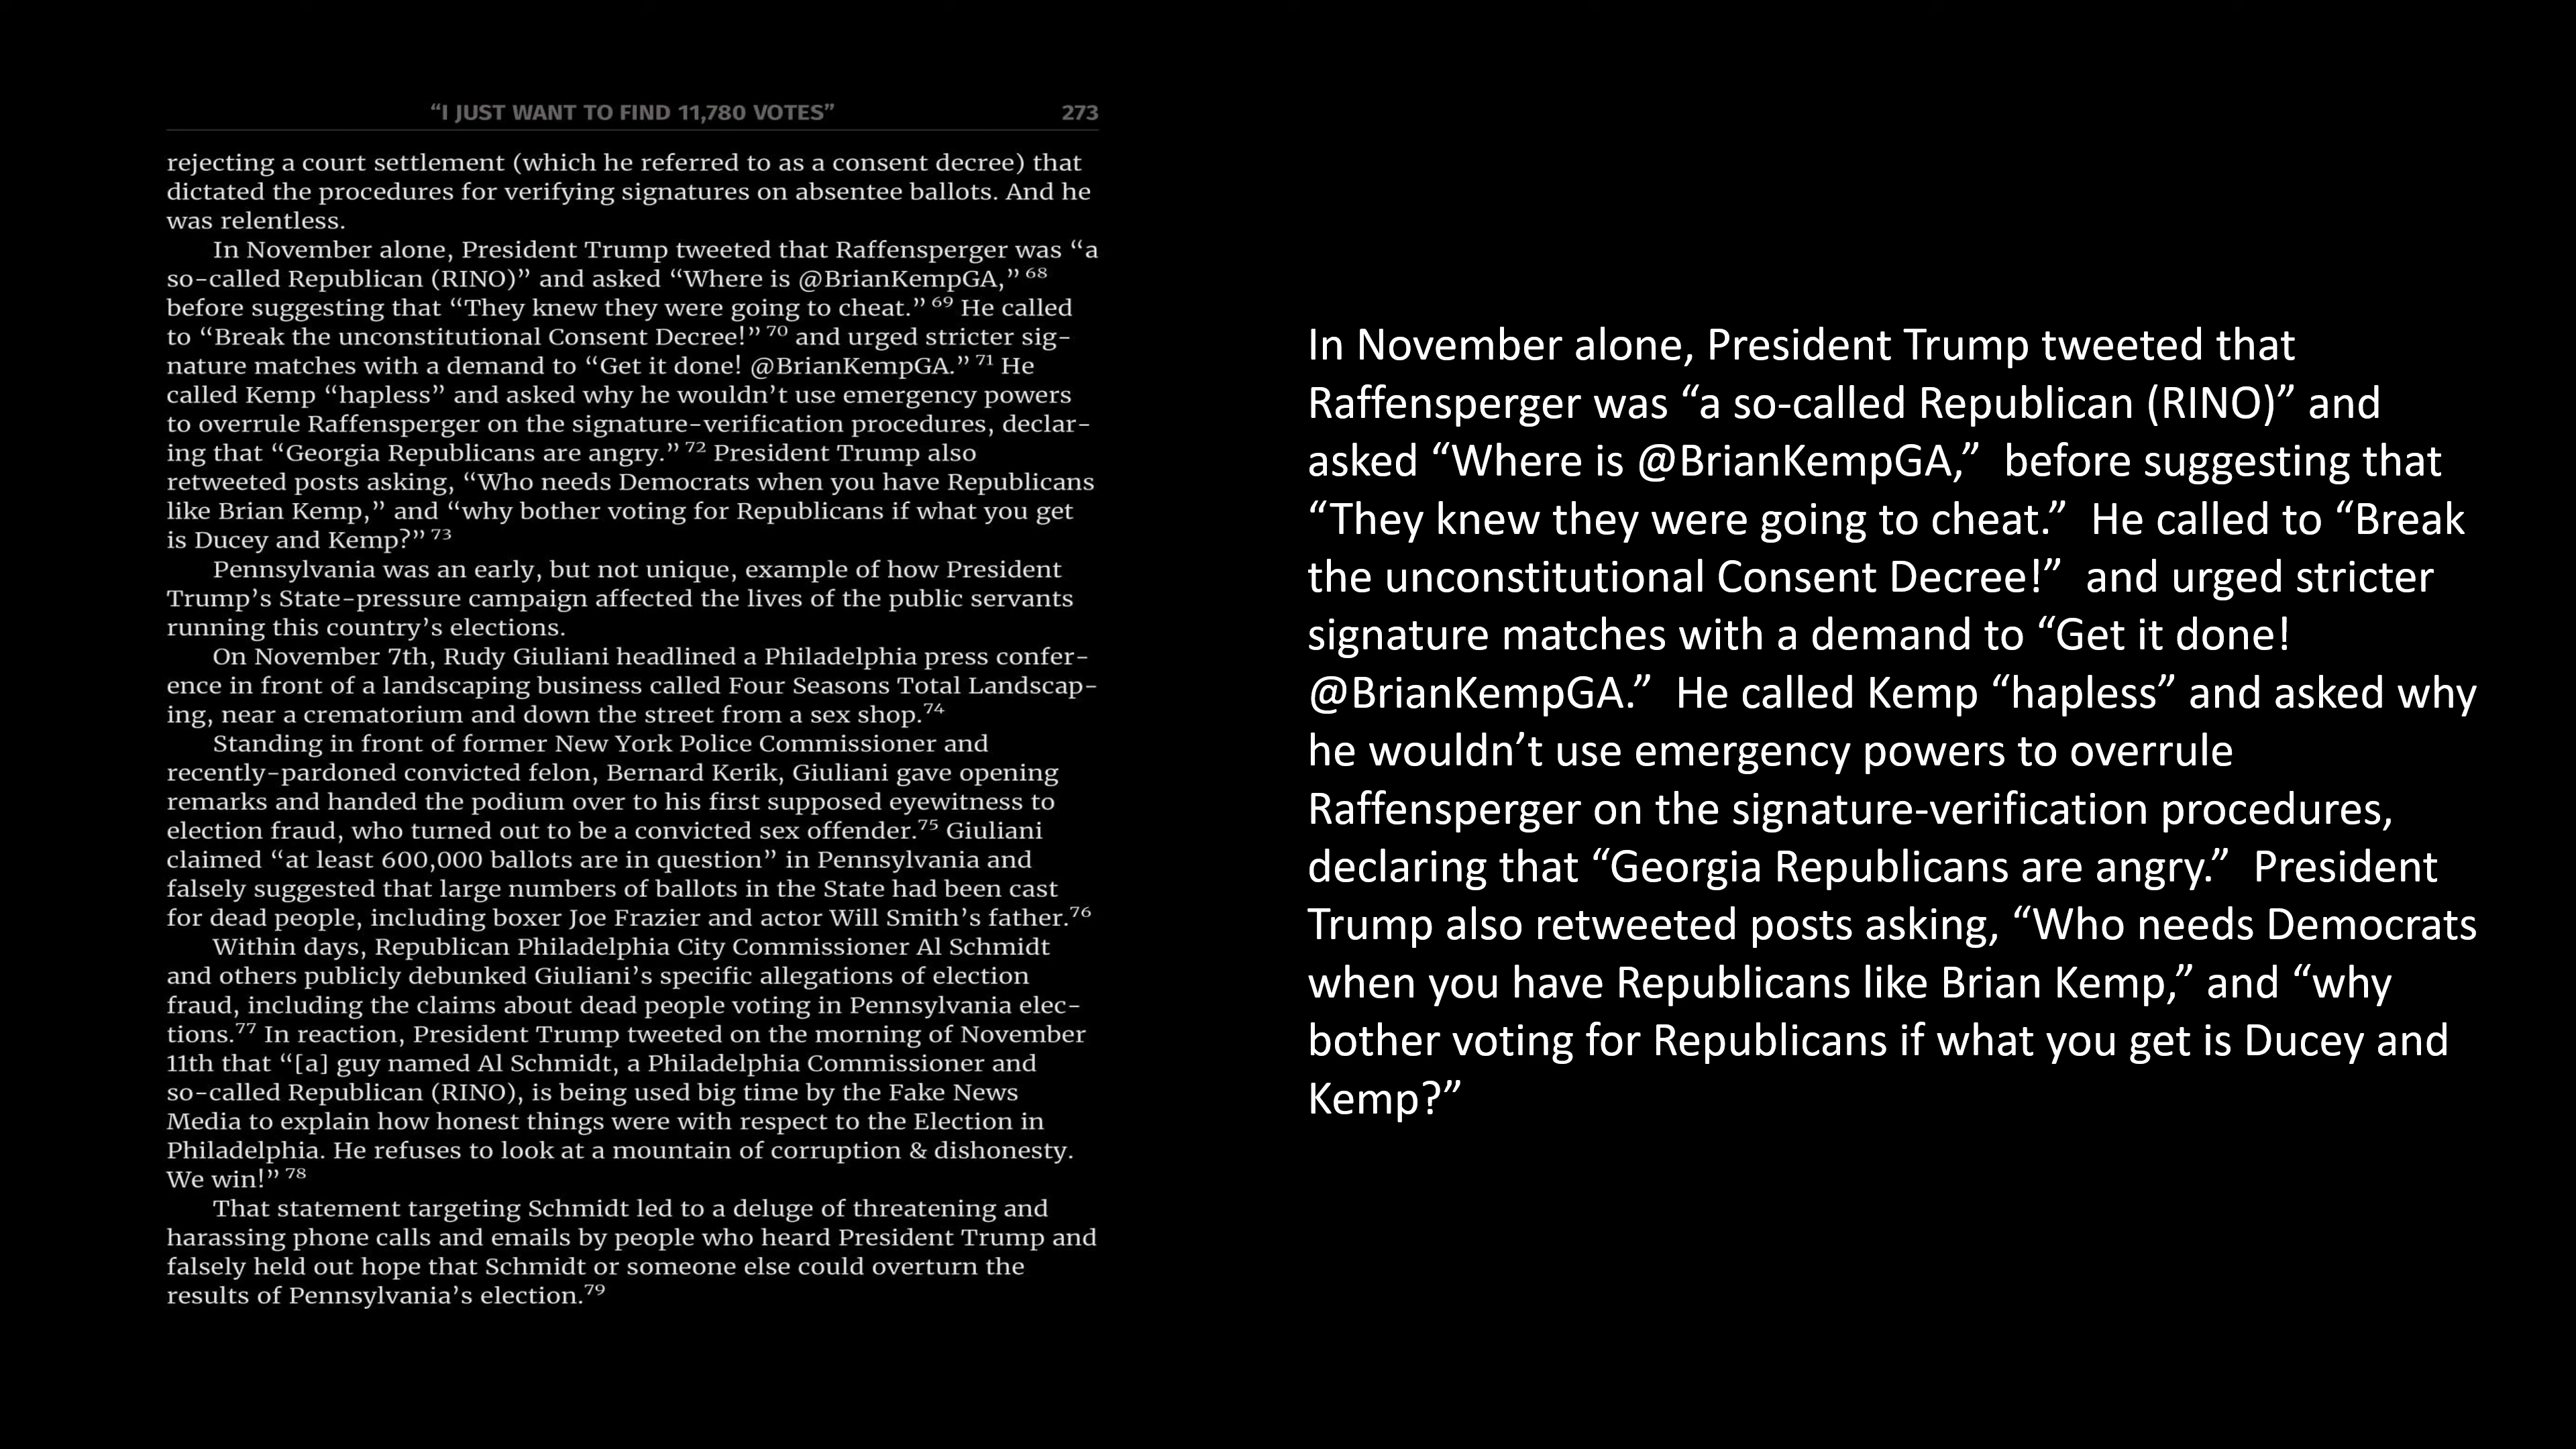 “I JUST WANT TO FIND 11,780 VOTES” 273
rejecting a court settlement (which he referred to as a consent decree) that
dictated the procedures for verifying signatures on absentee ballots. And he
was relentless.
In November alone, President Trump tweeted that Raffensperger was “a
so-called Republican (RINO)” and asked “Where is @BrianKempGA,” 68
before suggesting that “They knew they were going to cheat.” 69 He called
to “Break the unconstitutional Consent Decree!” 70 and urged stricter sig-
nature matches with a demand to “Get it done! @BrianKempGA.” 71 He
called Kemp “hapless” and asked why he wouldn’t use emergency powers
to overrule Raffensperger on the signature-verification procedures, declar-
ing that “Georgia Republicans are angry.” 72 President Trump also
retweeted posts asking, “Who needs Democrats when you have Republicans
like Brian Kemp,” and “why bother voting for Republicans if what you get
is Ducey and Kemp?” 73
Pennsylvania was an early, but not unique, example of how President
Trump’s State-pressure campaign affected the lives of the public servants
running this country’s elections.
On November 7th, Rudy Giuliani headlined a Philadelphia press confer-
ence in front of a landscaping business called Four Seasons Total Landscap-
ing, near a crematorium and down the street from a sex shop.74
Standing in front of former New York Police Commissioner and
recently-pardoned convicted felon, Bernard Kerik, Giuliani gave opening
remarks and handed the podium over to his first supposed eyewitness to
election fraud, who turned out to be a convicted sex offender.75 Giuliani
claimed “at least 600,000 ballots are in question” in Pennsylvania and
falsely suggested that large numbers of ballots in the State had been cast
for dead people, including boxer Joe Frazier and actor Will Smith’s father.76
Within days, Republican Philadelphia City Commissioner Al Schmidt
and others publicly debunked Giuliani’s specific allegations of election
fraud, including the claims about dead people voting in Pennsylvania elec-
tions.77 In reaction, President Trump tweeted on the morning of November
11th that “[a] guy named Al Schmidt, a Philadelphia Commissioner and
so-called Republican (RINO), is being used big time by the Fake News
Media to explain how honest things were with respect to the Election in
Philadelphia. He refuses to look at a mountain of corruption & dishonesty.
We win!” 78
That statement targeting Schmidt led to a deluge of threatening and
harassing phone calls and emails by people who heard President Trump and
falsely held out hope that Schmidt or someone else could overturn the
results of Pennsylvania’s election.79
In November alone, President Trump tweeted that
Raffensperger was “a so-called Republican (RINO)” and
asked “Where is @BrianKempGA,” before suggesting that
“They knew they were going to cheat.” He called to “Break
the unconstitutional Consent Decree!” and urged stricter
signature matches with a demand to “Get it done!
@BrianKempGA.” He called Kemp “hapless” and asked why
he wouldn’t use emergency powers to overrule
Raffensperger on the signature-verification procedures,
declaring that “Georgia Republicans are angry.” President
Trump also retweeted posts asking, “Who needs Democrats
when you have Republicans like Brian Kemp,” and “why
bother voting for Republicans if what you get is Ducey and
Kemp?”